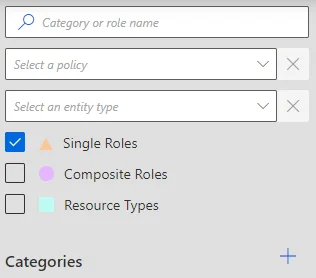 Category or role name
Select a policy
Select an entity type
Single Roles
Composite Roles
Resource Types
Categories